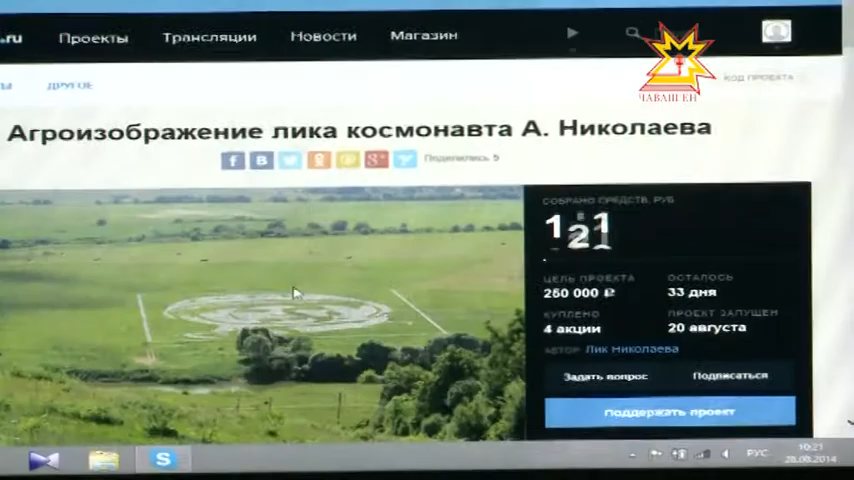 .ru Проекты Трансляции Новости Магазин
ЧĂВАШ ЕН
КОД ПРОЕКТА
ДРУГОЕ
Агроизображение лика космонавта А. Николаева
Поделились 5
СОБРАНО СРЕДСТВ, РУБ
ЦЕЛЬ ПРОЕКТА
250 000 ₽
ОСТАЛОСЬ
33 дня
КУПЛЕНО
4 акции
ПРОЕКТ ЗАПУЩЕН
20 августа
АВТОР Лик Николаева
Задать вопрос
Подписаться
Поддержать проект
РУС
10:21
28.08.2014